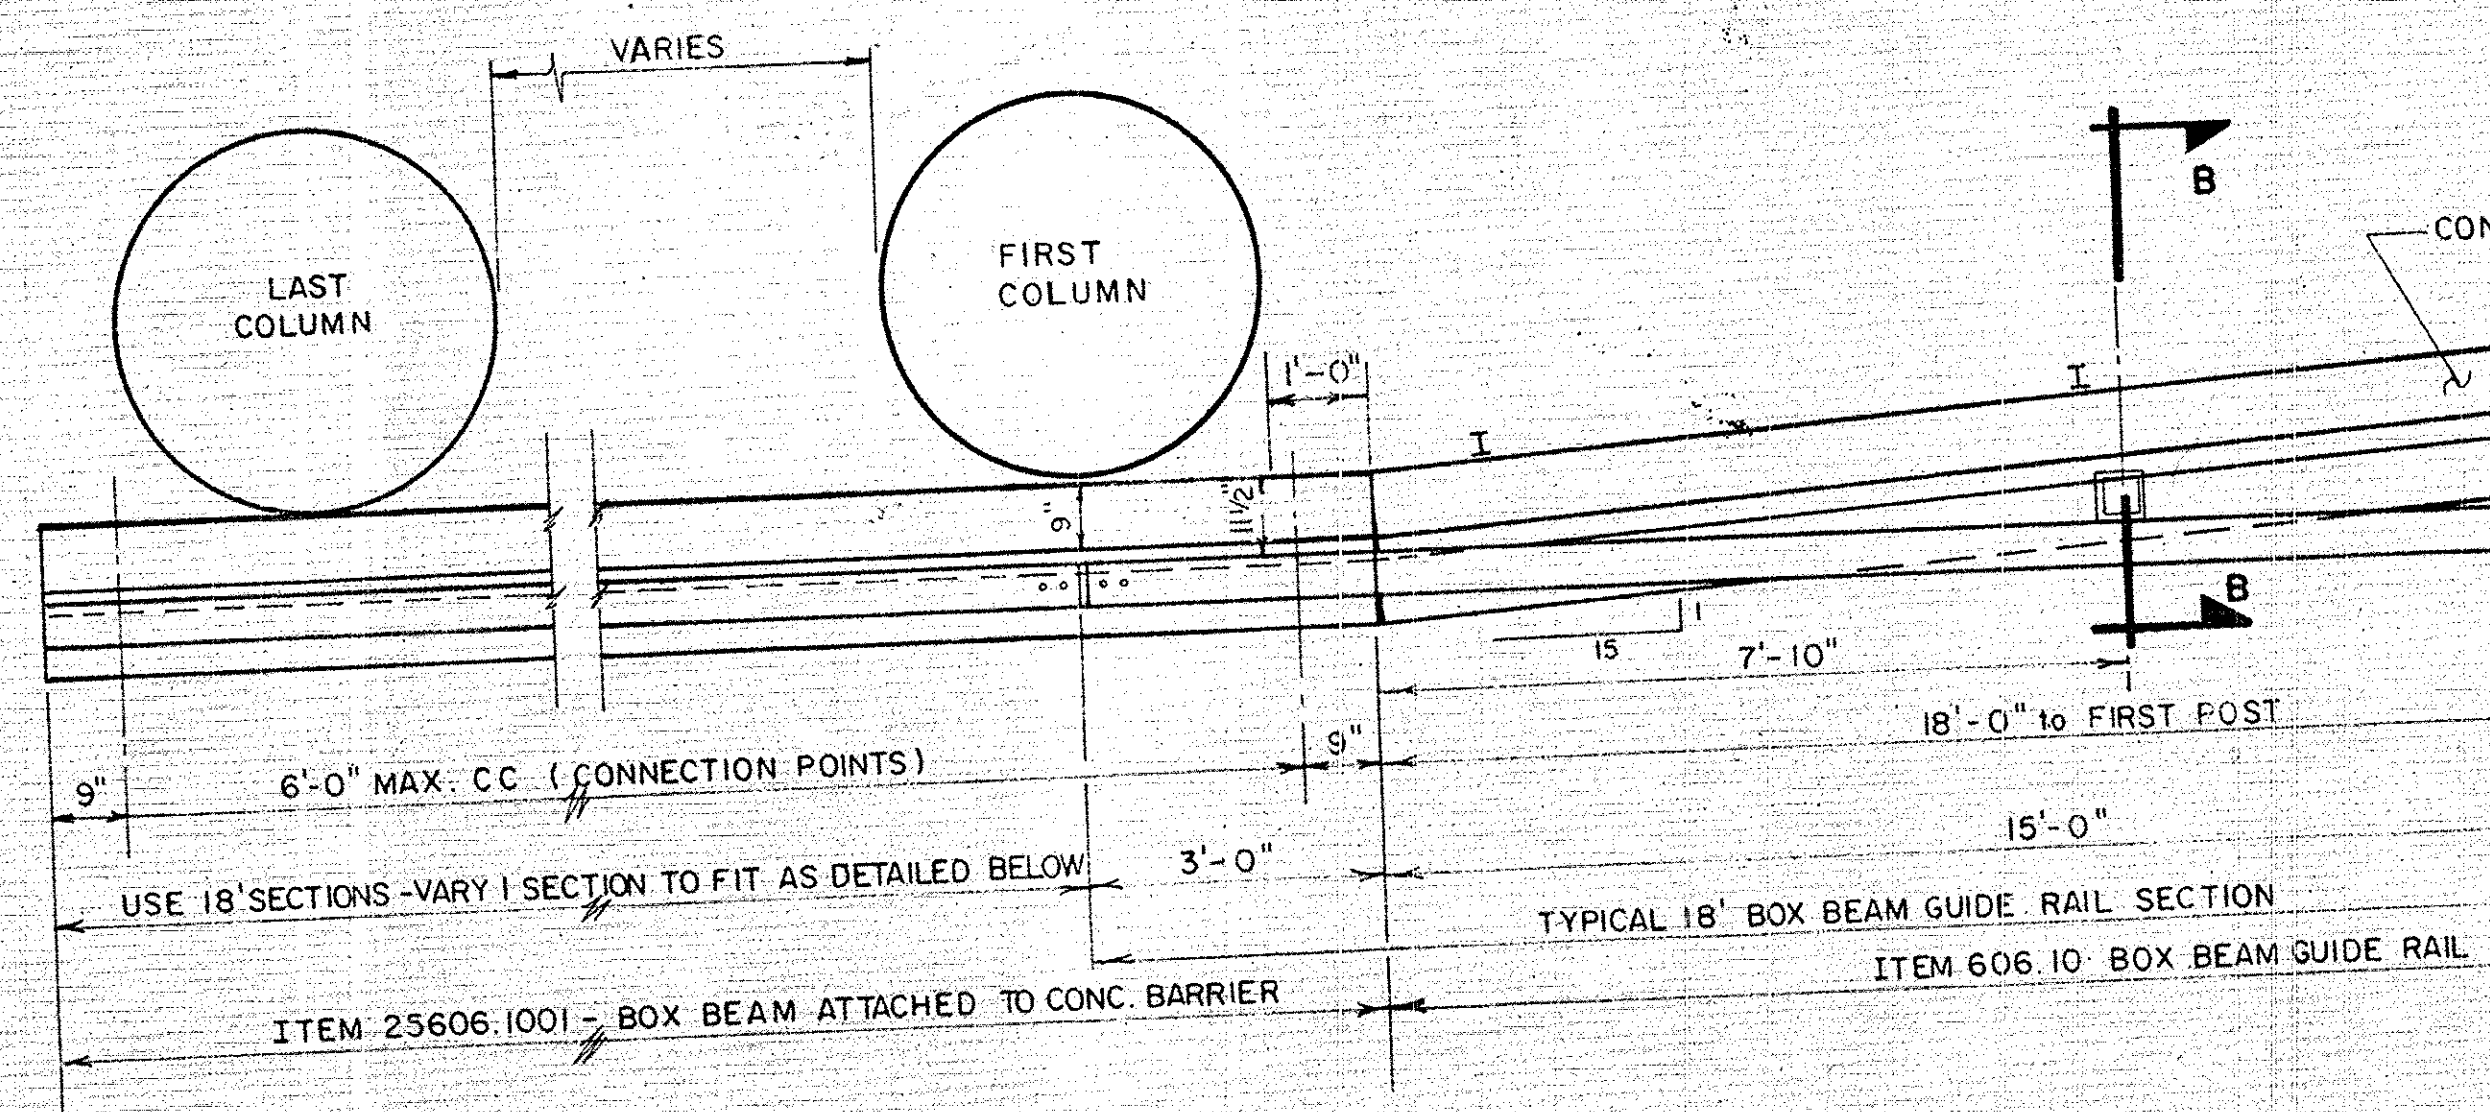 VARIES
B
CON
FIRST
COLUMN
LAST
COLUMN
1'-0"
I
I
9"
11 1/2"
B
1
15
7'-10"
18'-0" to FIRST POST
9"
9"
6'-0" MAX. CC (CONNECTION POINTS)
15'-0"
3'-0"
USE 18' SECTIONS - VARY 1 SECTION TO FIT AS DETAILED BELOW
TYPICAL 18' BOX BEAM GUIDE RAIL SECTION
ITEM 606.10 BOX BEAM GUIDE RAIL
ITEM 25606.1001 - BOX BEAM ATTACHED TO CONC. BARRIER